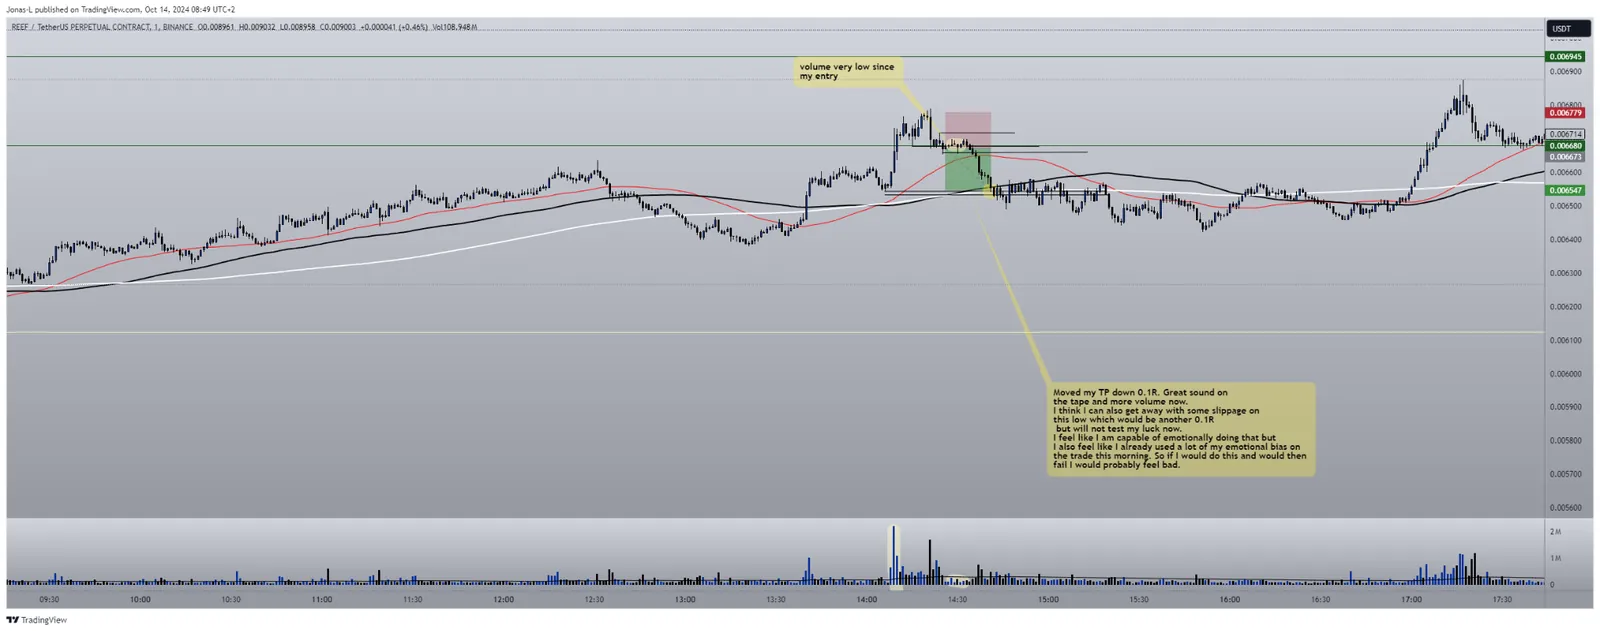 Jonas-L published on TradingView.com, Oct 14, 2024 08:49 UTC+2
REEF / TetherUS PERPETUAL CONTRACT, 1, BINANCE O0.008961 H0.009032 L0.008958 C0.009003 +0.000041 (+0.46%) Vol108.948M
USDT
0.006945
0.006900
0.006800
0.006779
0.006714
0.006680
0.006673
0.006600
0.006547
0.006500
0.006400
0.006300
0.006200
0.006100
0.006000
0.005900
0.005800
0.005700
0.005600
volume very low since
my entry
Moved my TP down 0.1R. Great sound on
the tape and more volume now.
I think I can also get away with some slippage on
this low which would be another 0.1R
but will not test my luck now.
I feel like I am capable of emotionally doing that but
I also feel like I already used a lot of my emotional bias on
the trade this morning. So if I would do this and would then
fail I would probably feel bad.
2M
1M
0
09:30 10:00 10:30 11:00 11:30 12:00 12:30 13:00 13:30 14:00 14:30 15:00 15:30 16:00 16:30 17:00 17:30
TradingView